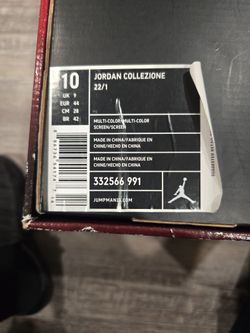 10
UK 9
EUR 44
CM 28
BR 42
JORDAN COLLEZIONE
22/1
MULTI-COLOR/MULTI-COLOR
SCREEN/SCREEN
MADE IN CHINA/FABRIQUE EN
CHINE/HECHO EN CHINA
MADE IN CHINA/FABRIQUE EN
CHINE/HECHO EN CHINA
332566 991
JUMPMAN23.COM